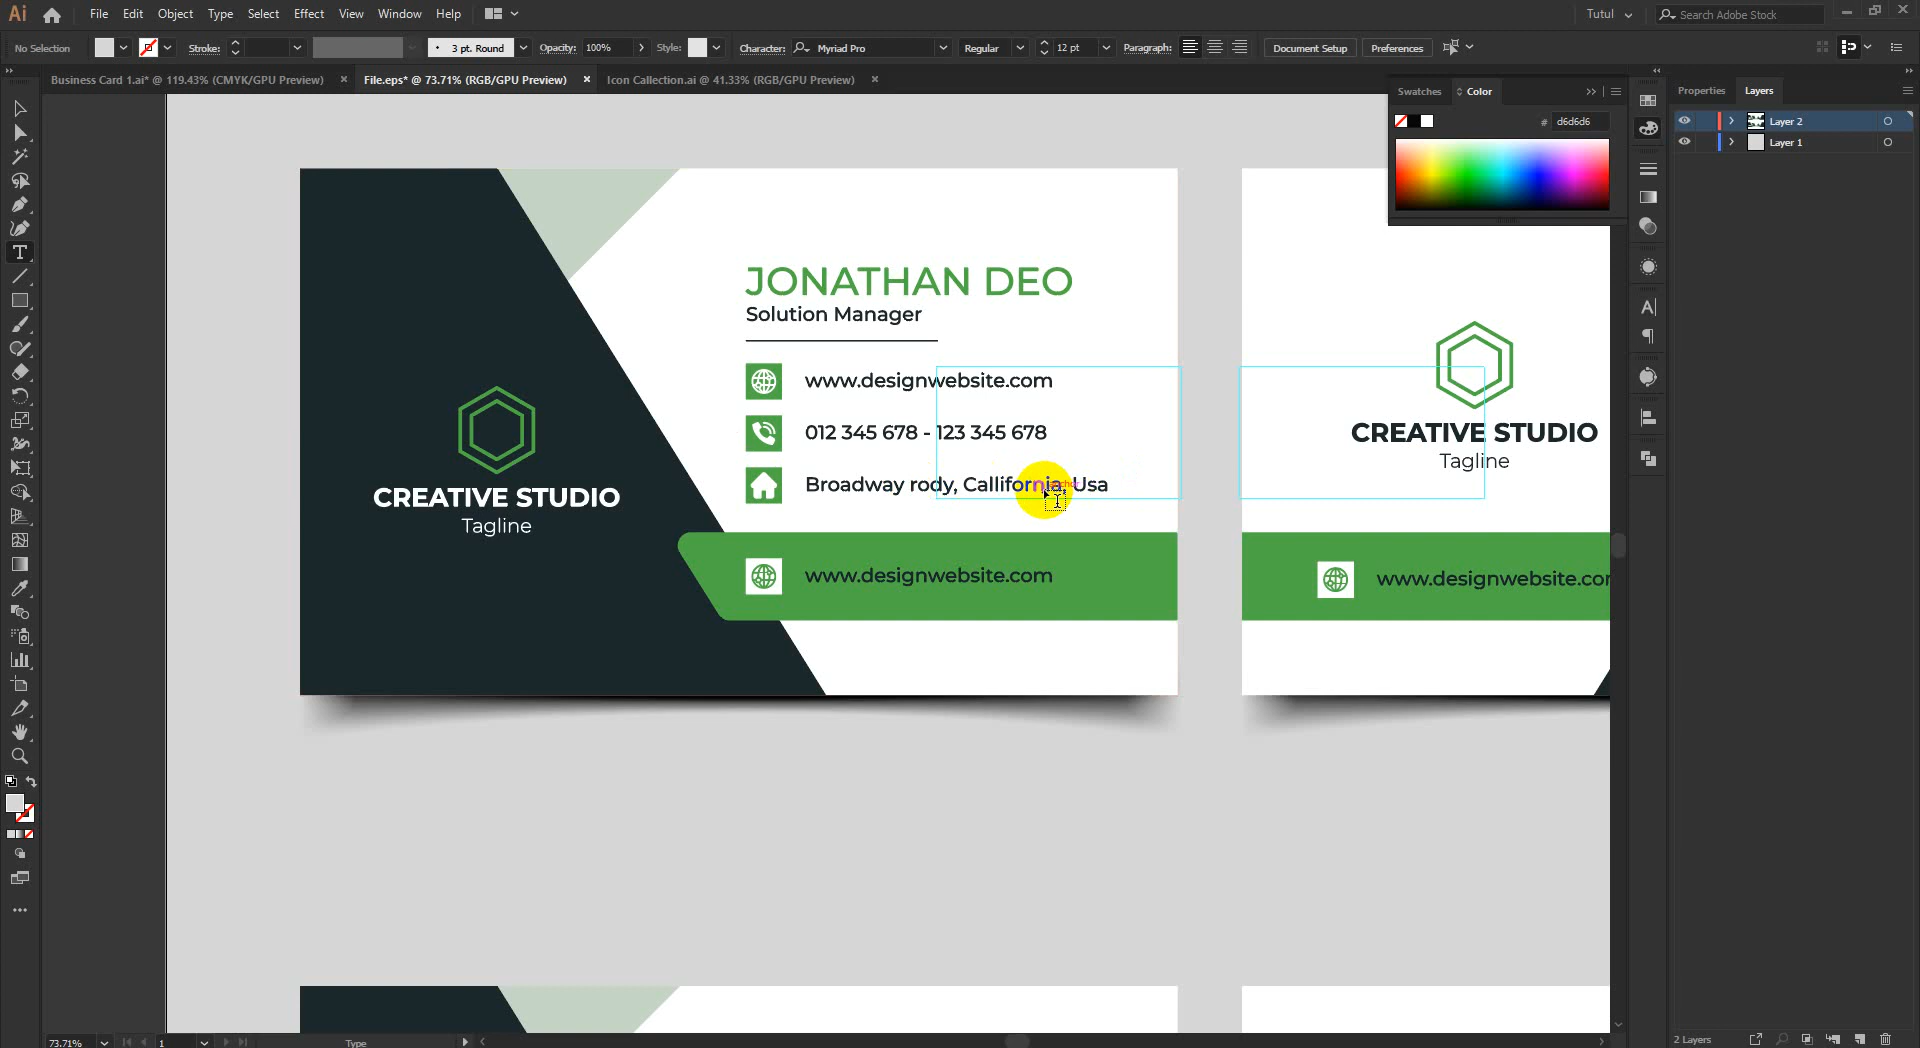 Ai File Edit Object Type Select Effect View Window Help Tutul Search Adobe Stock
No Selection Stroke: 3 pt. Round Opacity: 100% Style: Character: Myriad Pro Regular 12 pt Paragraph: Document Setup Preferences
Business Card 1.ai* @ 119.43% (CMYK/GPU Preview) × File.eps* @ 73.71% (RGB/GPU Preview) × Icon Collection.ai @ 41.33% (RGB/GPU Preview) ×
Swatches Color
# d6d6d6
Properties Layers
Layer 2
Layer 1
JONATHAN DEO
Solution Manager
www.designwebsite.com
012 345 678 - 123 345 678
Broadway rody, Callifornia, Usa
www.designwebsite.com
CREATIVE STUDIO
Tagline
CREATIVE STUDIO
Tagline
www.designwebsite.com
73.71% 1 Type
2 Layers